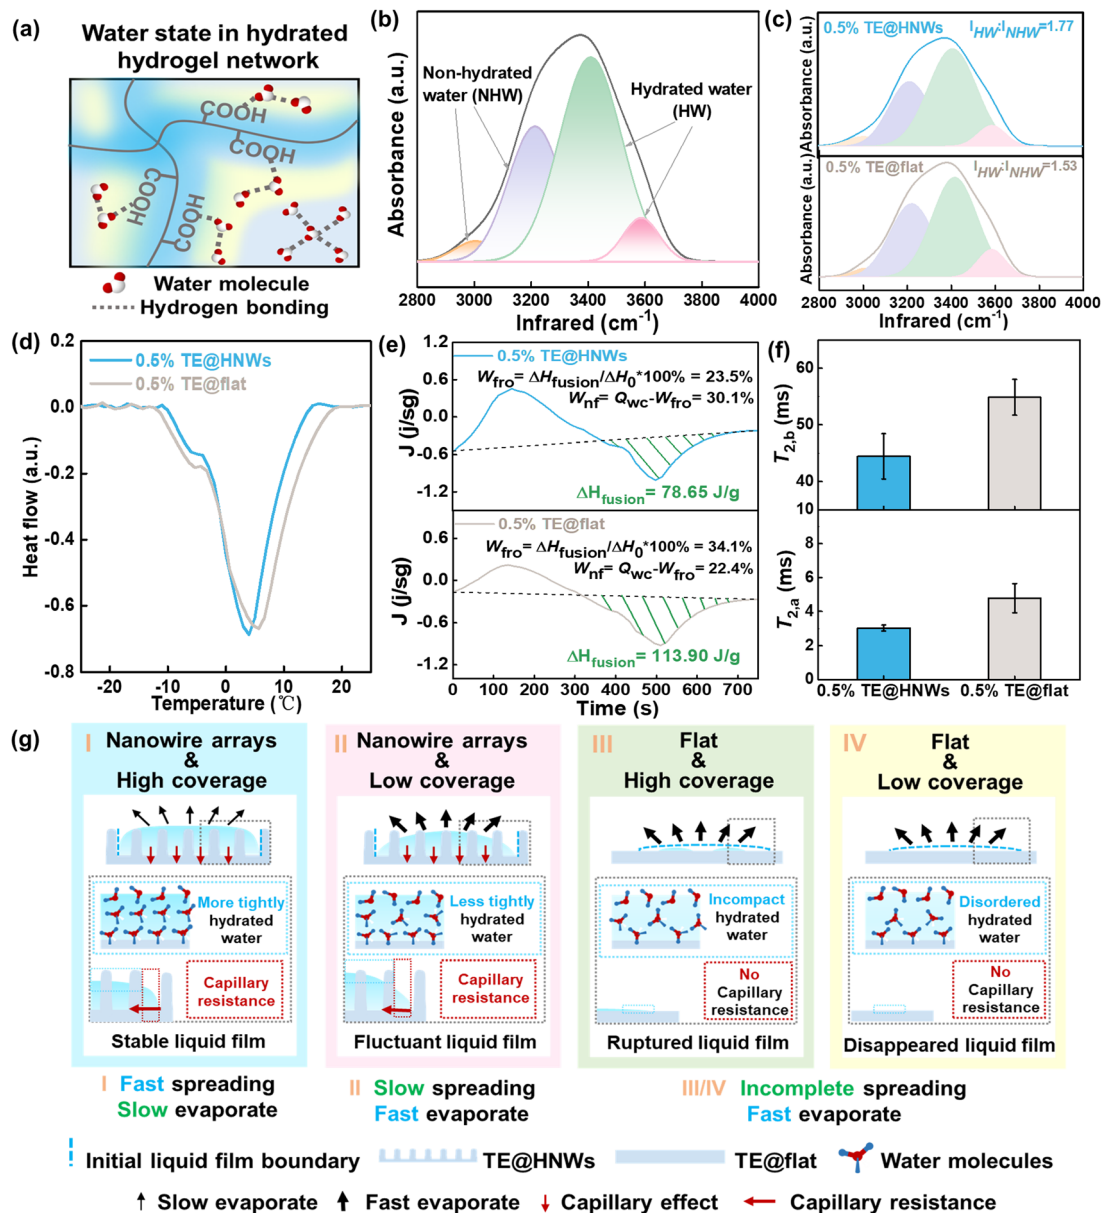 (a)
Water state in hydrated
hydrogel network
COOH
COOH
COOH
COOH
Water molecule
Hydrogen bonding
(b)
Absorbance (a.u.)
Non-hydrated
water (NHW)
Hydrated water
(HW)
2800 3000 3200 3400 3600 3800 4000
Infrared (cm-1)
(c)
Absorbance (a.u.)
0.5% TE@HNWs IHW:INHW=1.77
Absorbance (a.u.)
0.5% TE@flat IHW:INHW=1.53
2800 3000 3200 3400 3600 3800 4000
Infrared (cm-1)
(d)
Heat flow (a.u.)
0.2
0.0
-0.2
-0.4
-0.6
-0.8
0.5% TE@HNWs
0.5% TE@flat
-20 0 20
Temperature (℃)
(e)
J (j/sg)
1.2
0.6
0.0
-0.6
-1.2
0.5% TE@HNWs
Wfro= ΔHfusion/ΔH0*100% = 23.5%
Wnf= Qwc-Wfro= 30.1%
ΔHfusion= 78.65 J/g
J (j/sg)
0.6
0.0
-0.6
-1.2
0.5% TE@flat
Wfro= ΔHfusion/ΔH0*100% = 34.1%
Wnf= Qwc-Wfro= 22.4%
ΔHfusion= 113.90 J/g
0 100 200 300 400 500 600 700
Time (s)
(f)
T2,b (ms)
60
50
40
T2,a (ms)
8
6
4
2
0
0.5% TE@HNWs 0.5% TE@flat
(g)
I Nanowire arrays
&
High coverage
More tightly
hydrated
water
Capillary
resistance
Stable liquid film
II Nanowire arrays
&
Low coverage
Less tightly
hydrated
water
Capillary
resistance
Fluctuant liquid film
III Flat
&
High coverage
Incompact
hydrated
water
No
Capillary
resistance
Ruptured liquid film
IV Flat
&
Low coverage
Disordered
hydrated
water
No
Capillary
resistance
Disappeared liquid film
I Fast spreading
Slow evaporate
II Slow spreading
Fast evaporate
III/IV Incomplete spreading
Fast evaporate
Initial liquid film boundary TE@HNWs TE@flat Water molecules
Slow evaporate Fast evaporate Capillary effect Capillary resistance